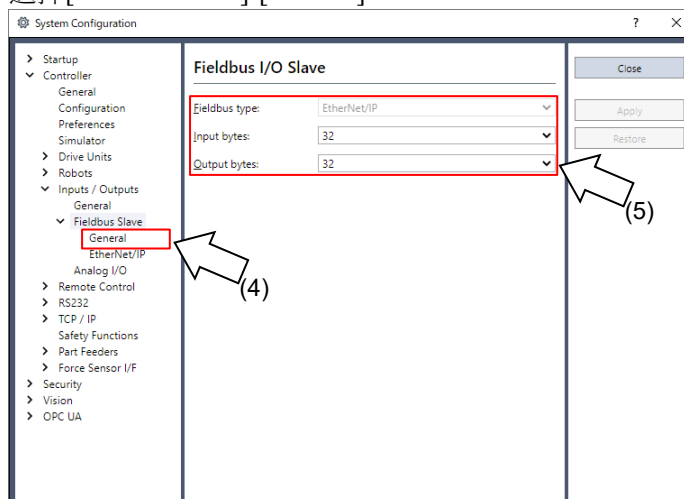 System Configuration
?
Startup
Controller
General
Configuration
Preferences
Simulator
Drive Units
Robots
Inputs / Outputs
General
Fieldbus Slave
General
EtherNet/IP
Analog I/O
Remote Control
RS232
TCP / IP
Safety Functions
Part Feeders
Force Sensor I/F
Security
Vision
OPC UA
(4)
Fieldbus I/O Slave
Fieldbus type: EtherNet/IP
Input bytes: 32
Output bytes: 32
(5)
Close
Apply
Restore